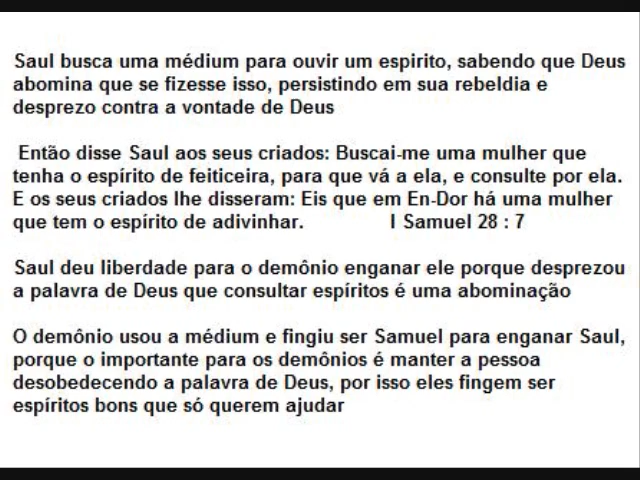 Saul busca uma médium para ouvir um espirito, sabendo que Deus
abomina que se fizesse isso, persistindo em sua rebeldia e
desprezo contra a vontade de Deus
Então disse Saul aos seus criados: Buscai-me uma mulher que
tenha o espírito de feiticeira, para que vá a ela, e consulte por ela.
E os seus criados lhe disseram: Eis que em En-Dor há uma mulher
que tem o espírito de adivinhar. I Samuel 28 : 7
Saul deu liberdade para o demônio enganar ele porque desprezou
a palavra de Deus que consultar espíritos é uma abominação
O demônio usou a médium e fingiu ser Samuel para enganar Saul,
porque o importante para os demônios é manter a pessoa
desobedecendo a palavra de Deus, por isso eles fingem ser
espíritos bons que só querem ajudar